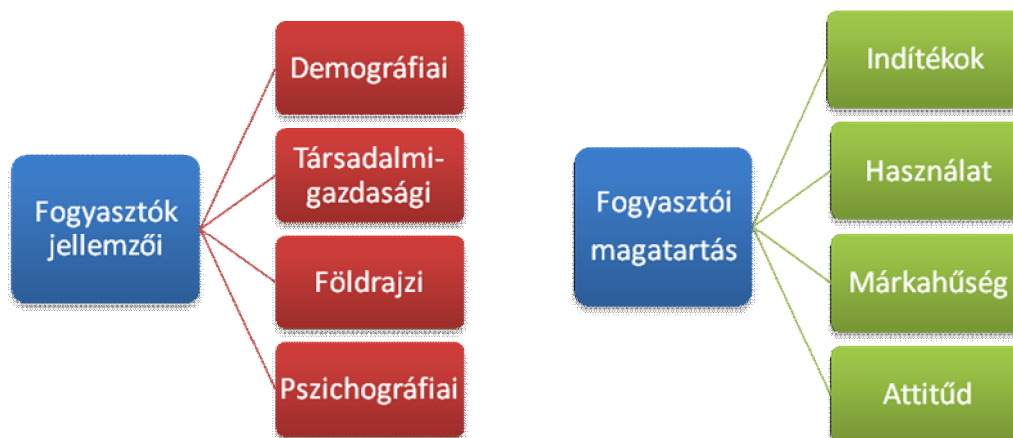 Fogyasztók
jellemzői
Demográfiai
Társadalmi-
gazdasági
Földrajzi
Pszichográfiai
Fogyasztói
magatartás
Indítékok
Használat
Márkahűség
Attitűd